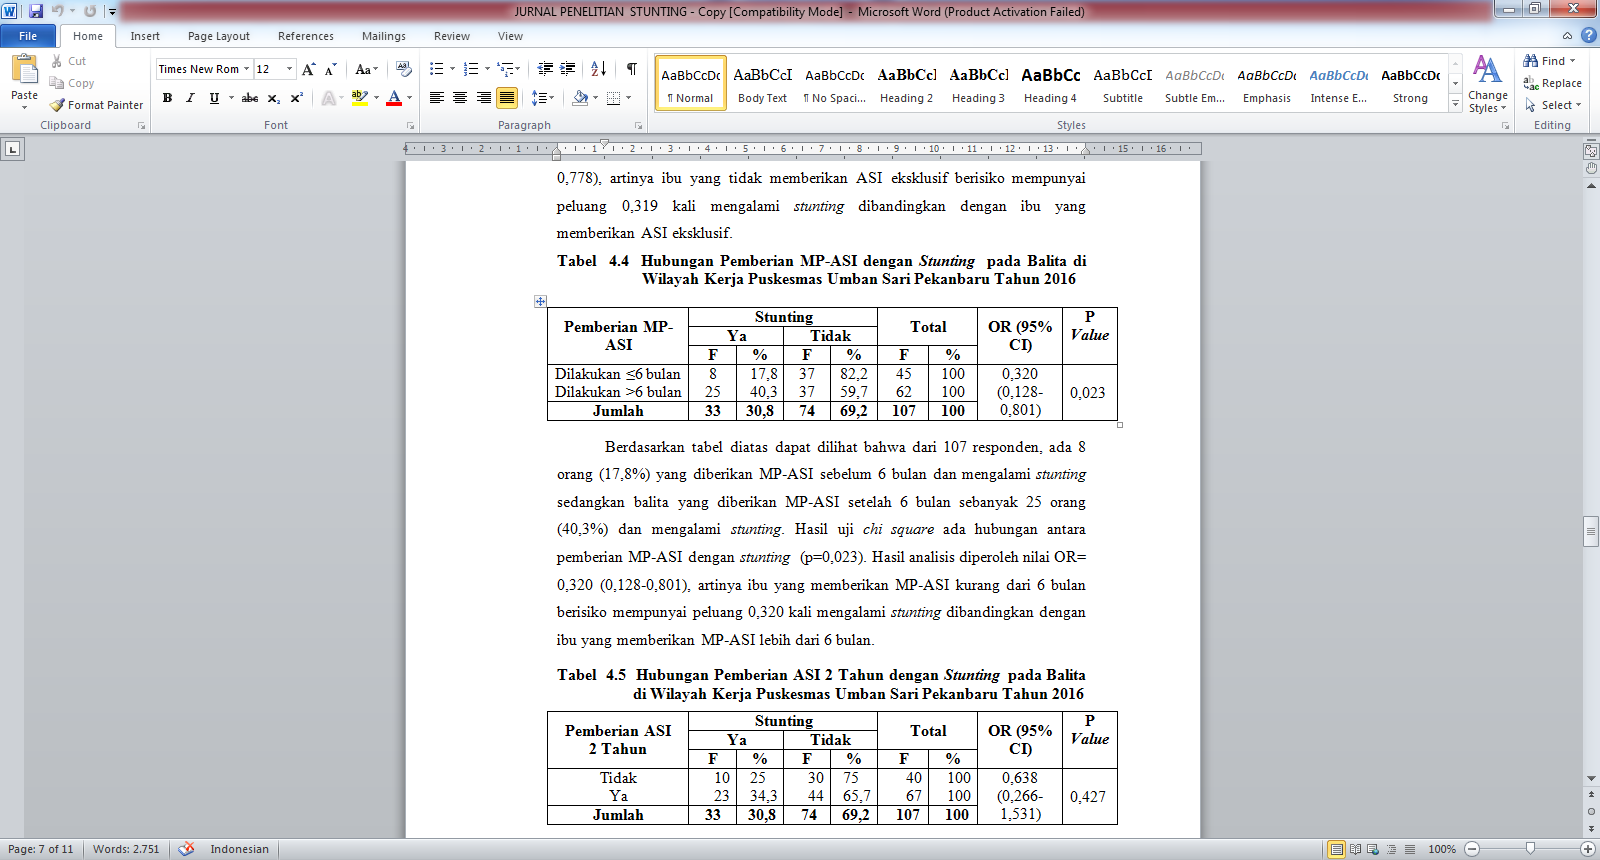 JURNAL PENELITIAN STUNTING - Copy [Compatibility Mode] - Microsoft Word (Product Activation Failed)
File Home Insert Page Layout References Mailings Review View
Paste
Cut
Copy
Format Painter
Clipboard
Times New Rom 12
Font
Paragraph
AaBbCcDc AaBbCcI AaBbCcDc AaBbCcI AaBbCcI AaBbCc AaBbCcL AaBbCcDc AaBbCcDc AaBbCcDc AaBbCcDc
¶ Normal Body Text ¶ No Spaci... Heading 2 Heading 3 Heading 4 Subtitle Subtle Em... Emphasis Intense E... Strong
Change Styles
Styles
Find
Replace
Select
Editing
0,778), artinya ibu yang tidak memberikan ASI eksklusif berisiko mempunyai
peluang 0,319 kali mengalami stunting dibandingkan dengan ibu yang
memberikan ASI eksklusif.
Tabel 4.4 Hubungan Pemberian MP-ASI dengan Stunting pada Balita di
Wilayah Kerja Puskesmas Umban Sari Pekanbaru Tahun 2016
Pemberian MP-ASI Stunting Total OR (95% CI) P Value
Ya Tidak
F % F % F %
Dilakukan ≤6 bulan 8 17,8 37 82,2 45 100 0,320
Dilakukan >6 bulan 25 40,3 37 59,7 62 100 (0,128- 0,023
Jumlah 33 30,8 74 69,2 107 100 0,801)
Berdasarkan tabel diatas dapat dilihat bahwa dari 107 responden, ada 8
orang (17,8%) yang diberikan MP-ASI sebelum 6 bulan dan mengalami stunting
sedangkan balita yang diberikan MP-ASI setelah 6 bulan sebanyak 25 orang
(40,3%) dan mengalami stunting. Hasil uji chi square ada hubungan antara
pemberian MP-ASI dengan stunting (p=0,023). Hasil analisis diperoleh nilai OR=
0,320 (0,128-0,801), artinya ibu yang memberikan MP-ASI kurang dari 6 bulan
berisiko mempunyai peluang 0,320 kali mengalami stunting dibandingkan dengan
ibu yang memberikan MP-ASI lebih dari 6 bulan.
Tabel 4.5 Hubungan Pemberian ASI 2 Tahun dengan Stunting pada Balita
di Wilayah Kerja Puskesmas Umban Sari Pekanbaru Tahun 2016
Pemberian ASI 2 Tahun Stunting Total OR (95% CI) P Value
Ya Tidak
F % F % F %
Tidak 10 25 30 75 40 100 0,638
Ya 23 34,3 44 65,7 67 100 (0,266- 0,427
Jumlah 33 30,8 74 69,2 107 100 1,531)
Page: 7 of 11 Words: 2.751 Indonesian 100%